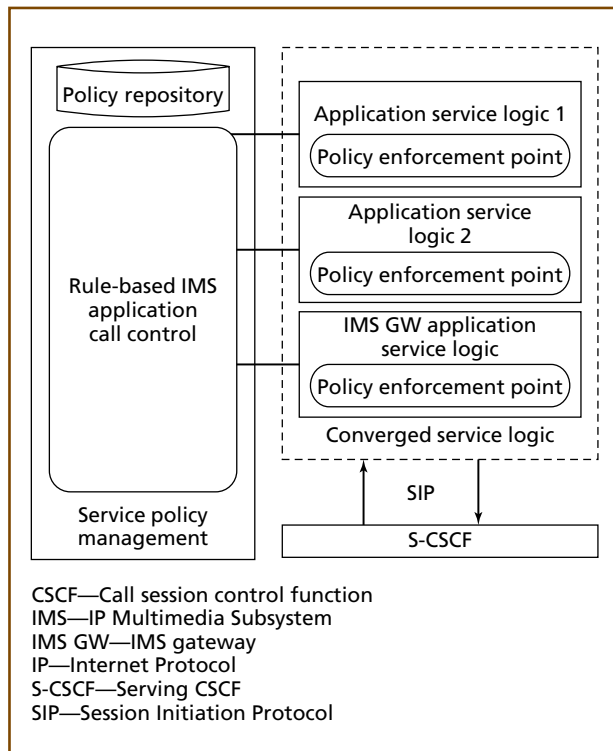 Policy repository
Rule-based IMS
application
call control
Service policy
management
Application service logic 1
Policy enforcement point
Application service
logic 2
Policy enforcement point
IMS GW application
service logic
Policy enforcement point
Converged service logic
SIP
S-CSCF
CSCF—Call session control function
IMS—IP Multimedia Subsystem
IMS GW—IMS gateway
IP—Internet Protocol
S-CSCF—Serving CSCF
SIP—Session Initiation Protocol